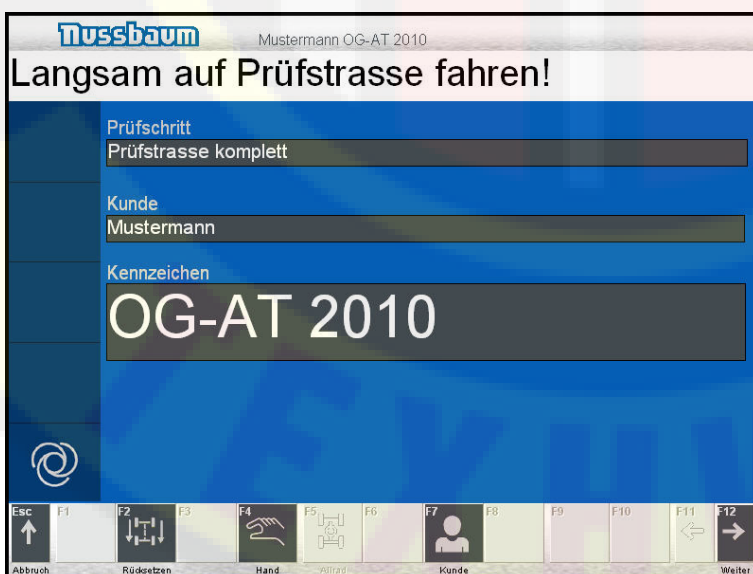 Nussbaum
Mustermann OG-AT 2010
Langsam auf Prüfstrasse fahren!
Prüfschritt
Prüfstrasse komplett
Kunde
Mustermann
Kennzeichen
OG-AT 2010
Esc F1 F2 F3 F4 F5 F6 F7 F8 F9 F10 F11 F12
Abbruch Rücksetzen Hand Allrad Kunde Weiter